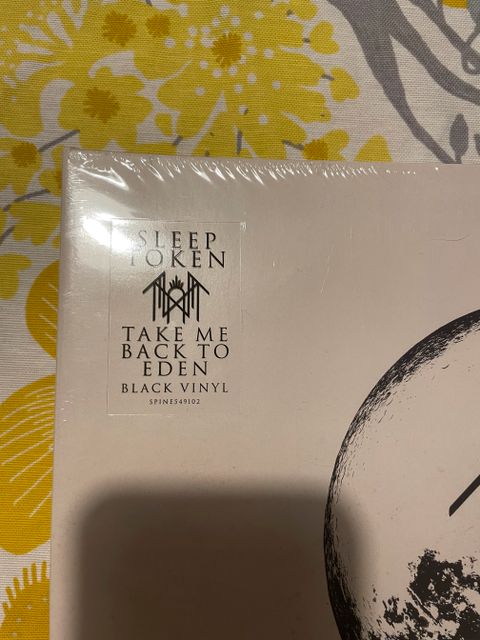 SLEEP
TOKEN
TAKE ME
BACK TO
EDEN
BLACK VINYL
SPINE549102